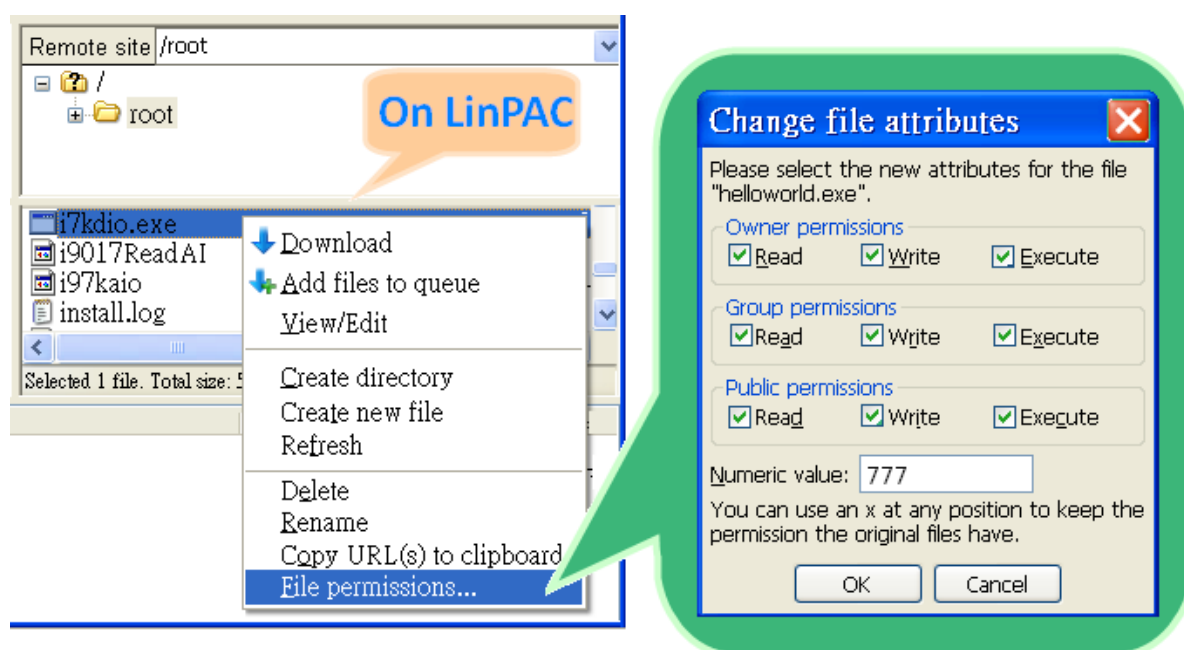 Remote site /root
/
root
On LinPAC
i7kdio.exe
i9017ReadAI
i97kaio
install.log
Selected 1 file. Total size:
Download
Add files to queue
View/Edit
Create directory
Create new file
Refresh
Delete
Rename
Copy URL(s) to clipboard
File permissions...
Change file attributes
Please select the new attributes for the file
"helloworld.exe".
Owner permissions
Read Write Execute
Group permissions
Read Write Execute
Public permissions
Read Write Execute
Numeric value: 777
You can use an x at any position to keep the
permission the original files have.
OK Cancel